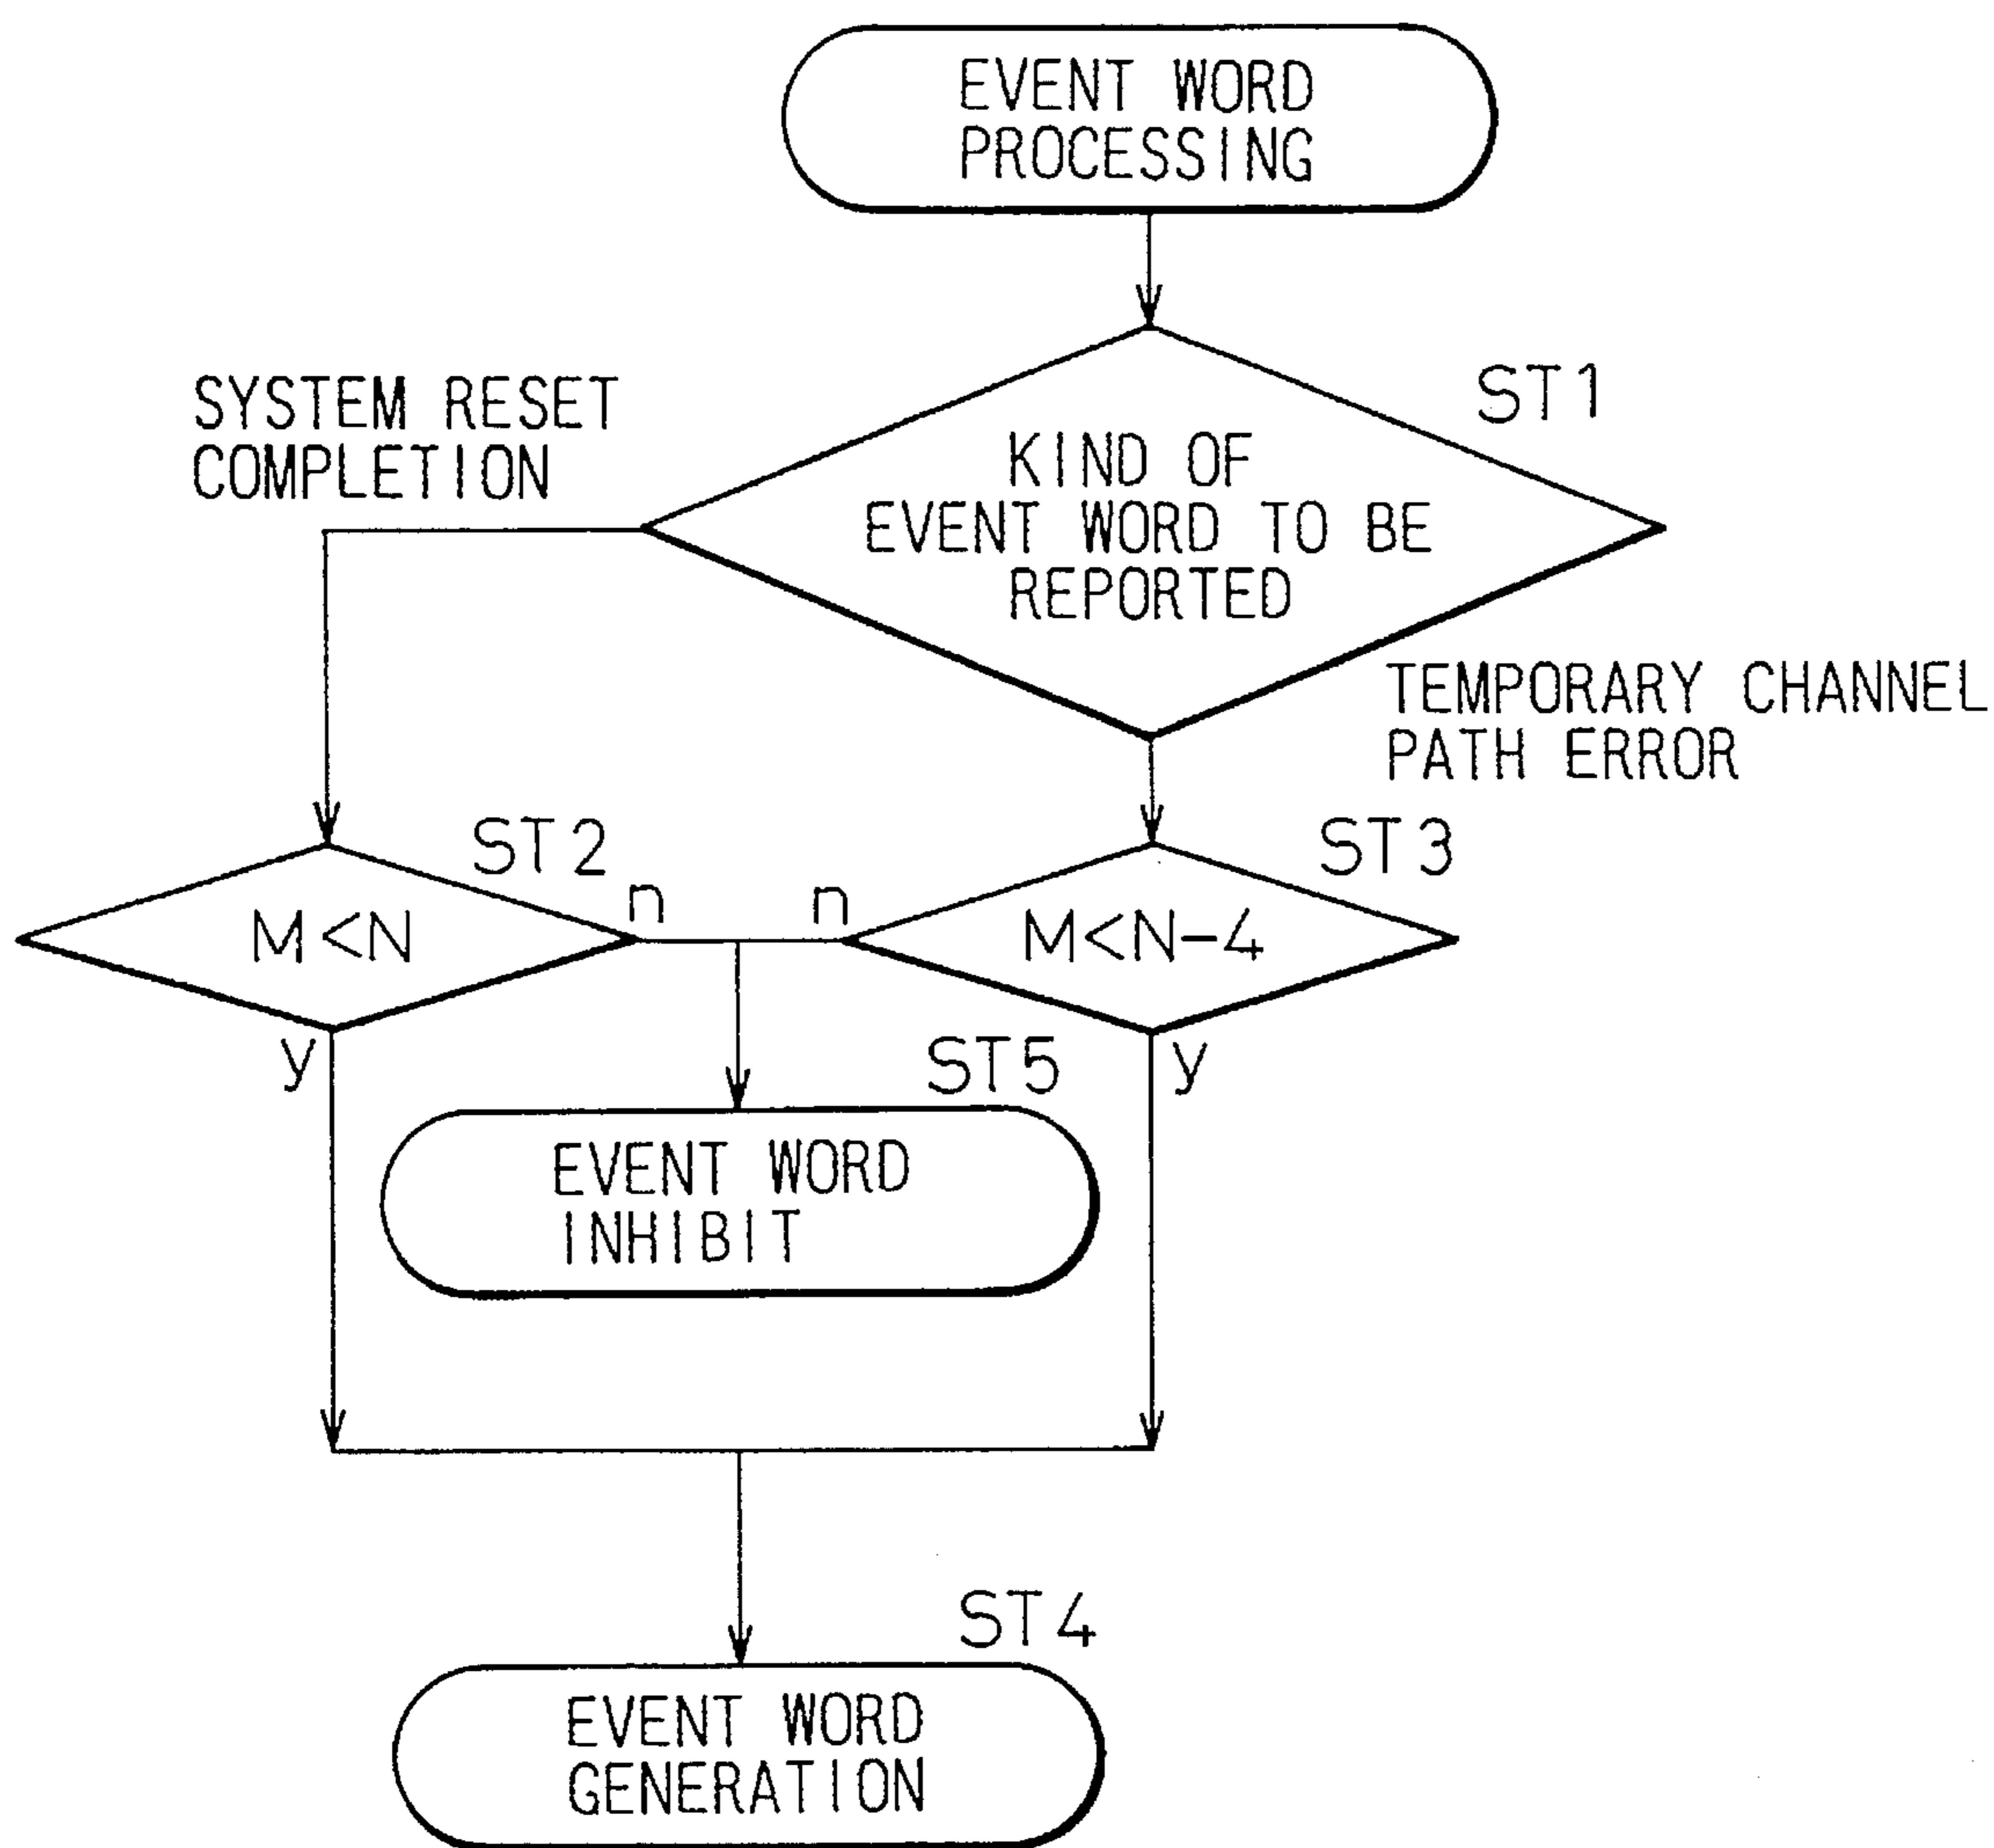 EVENT WORD
PROCESSING
ST1
SYSTEM RESET
COMPLETION
KIND OF
EVENT WORD TO BE
REPORTED
TEMPORARY CHANNEL
PATH ERROR
ST2
ST3
n
n
M<N
M<N-4
y
ST5
y
EVENT WORD
INHIBIT
ST4
EVENT WORD
GENERATION